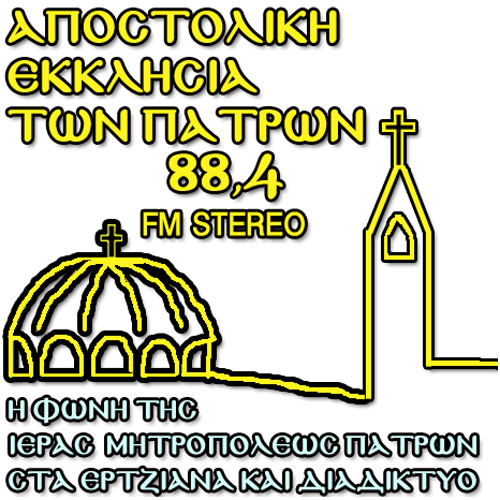 ΑΠΟΣΤΟΛΙΚΗ
ΕΚΚΛΗΣΙΑ
ΤΩΝ ΠΑΤΡΩΝ
88,4
FM STEREO
Η ΦΩΝΗ ΤΗΣ
ΙΕΡΑΣ ΜΗΤΡΟΠΟΛΕΩΣ ΠΑΤΡΩΝ
ΣΤΑ ΕΡΤΖΙΑΝΑ ΚΑΙ ΔΙΑΔΙΚΤΥΟ